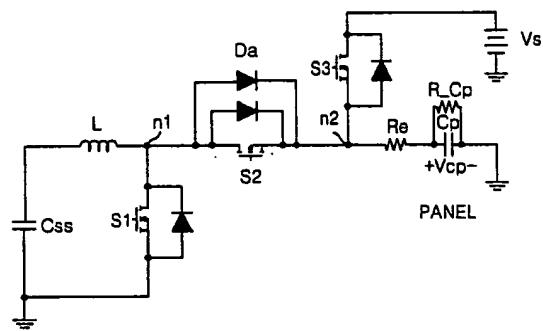 Vs
Da
S3
R_Cp
n1
n2
Cp
L
Re
S2
+Vcp-
Css
S1
PANEL